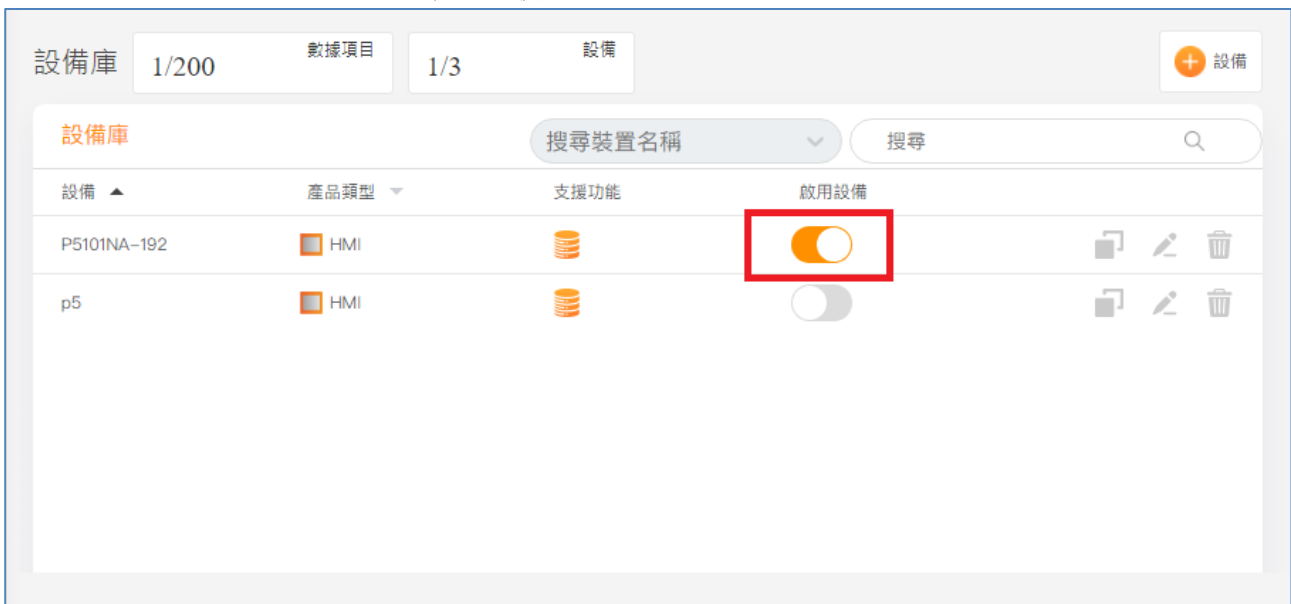 設備庫 1/200 數據項目 1/3 設備 設備
設備庫 搜尋裝置名稱 搜尋
設備 產品類型 支援功能 啟用設備
P5101NA-192 HMI
p5 HMI